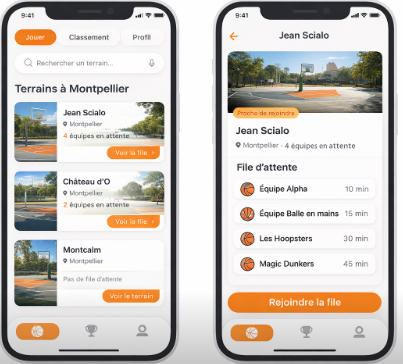 9:41
Jouer
Classement
Profil
Rechercher un terrain...
Terrains à Montpellier
Jean Scialo
Montpellier
4 équipes en attente
Voir la file ›
Château d'O
Montpellier
2 équipes en attente
Voir la file ›
Montcalm
Montpellier
Pas de file d'attente
Voir le terrain
9:41
Jean Scialo
Proche de rejoindre
Jean Scialo
Montpellier · 4 équipes en attente
File d'attente
Équipe Alpha 10 min
Équipe Balle en mains 15 min
Les Hoopsters 30 min
Magic Dunkers 45 min
Rejoindre la file